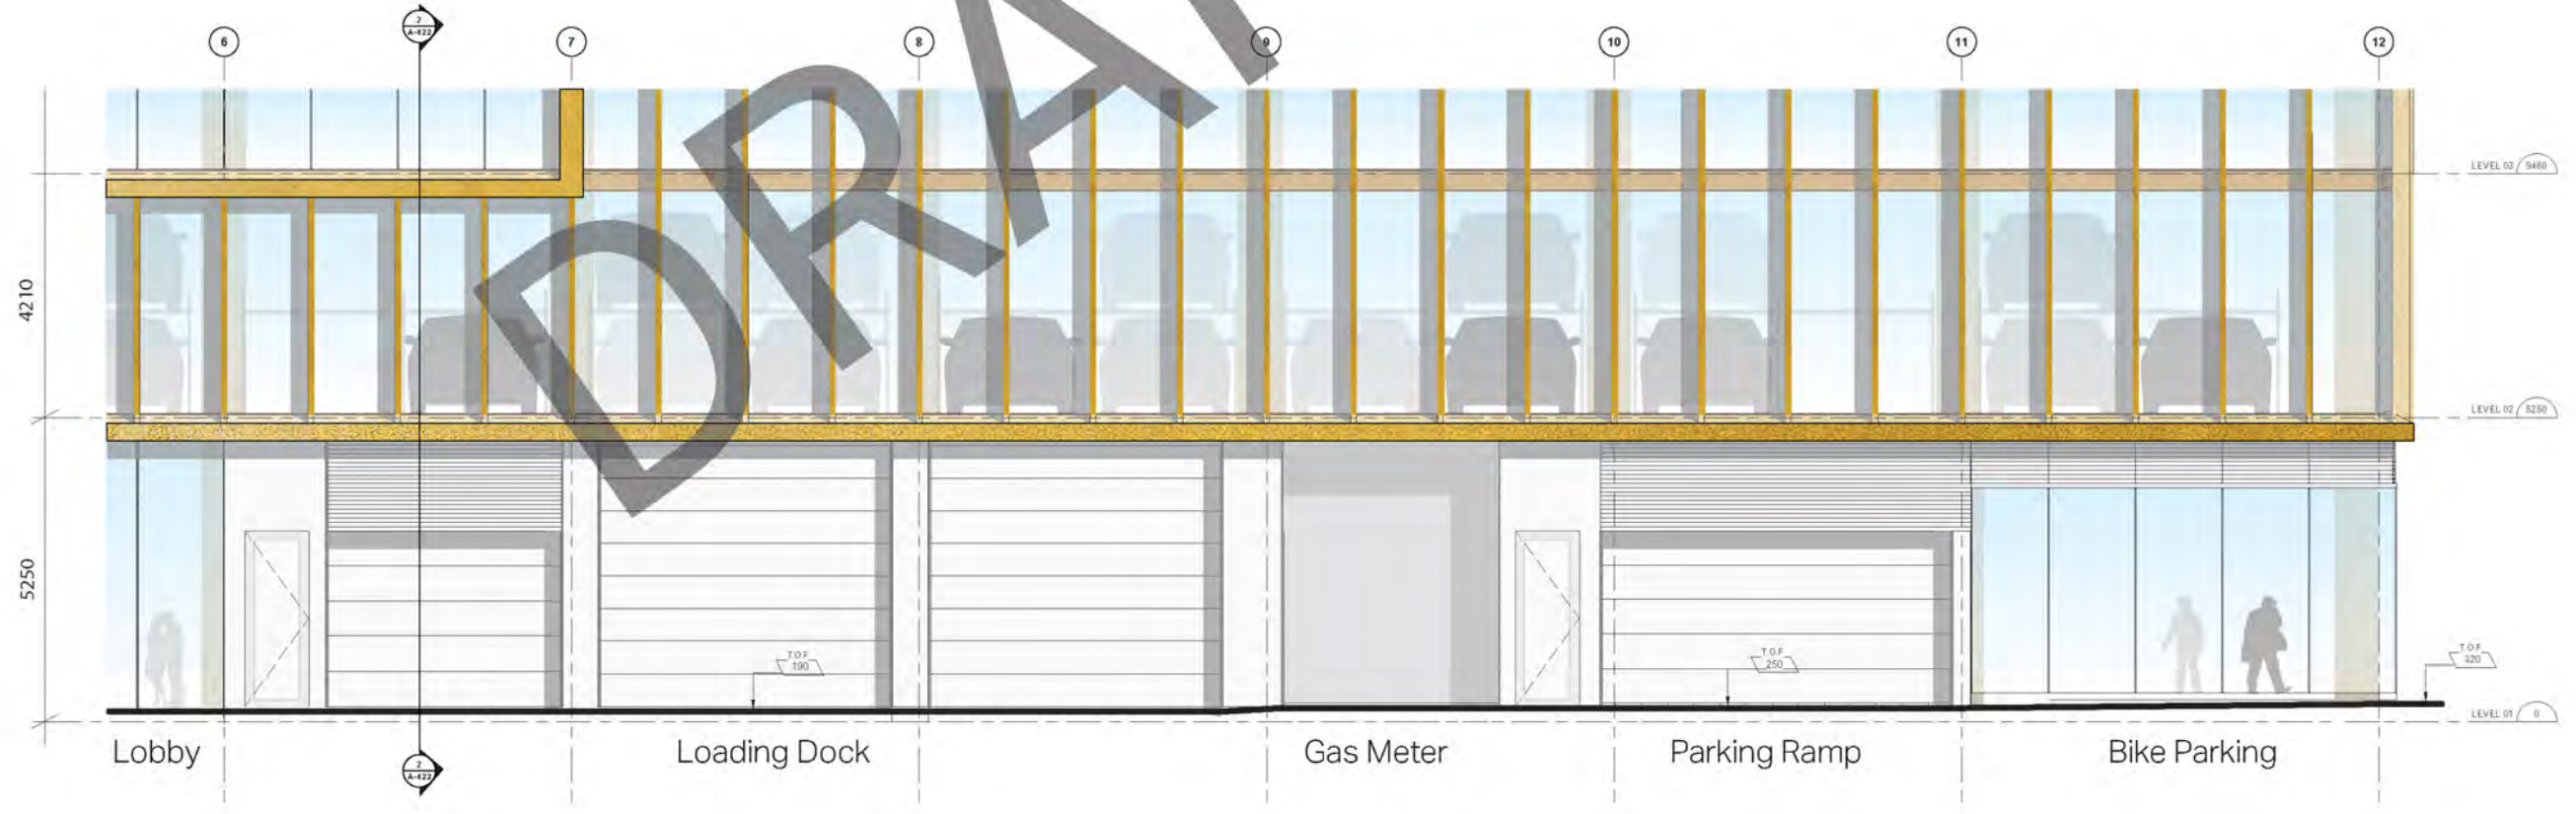 2
A-422
6
7
8
9
10
11
12
DRA
LEVEL 03 9460
4210
LEVEL 02 5250
5250
T.O.F
190
T.O.F
250
T.O.F
320
LEVEL 01 0
Lobby
Loading Dock
Gas Meter
Parking Ramp
Bike Parking
2
A-422